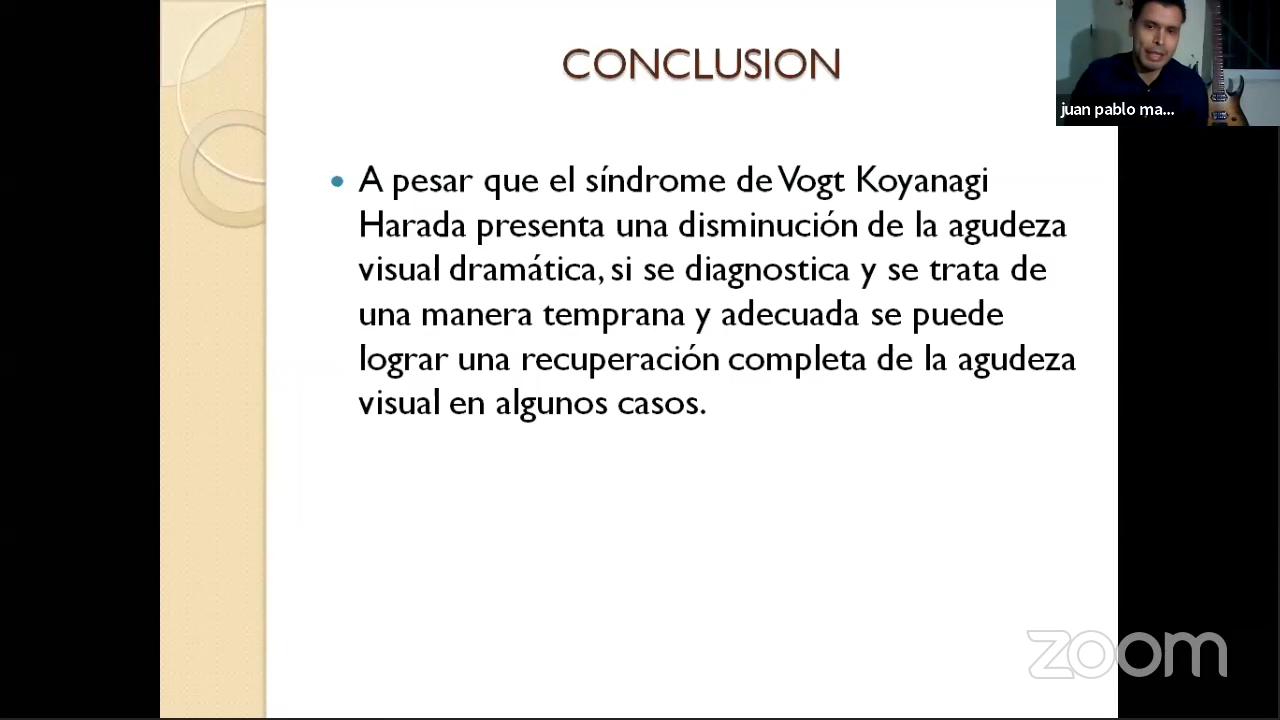 CONCLUSION
juan pablo ma...
• A pesar que el síndrome de Vogt Koyanagi
Harada presenta una disminución de la agudeza
visual dramática, si se diagnostica y se trata de
una manera temprana y adecuada se puede
lograr una recuperación completa de la agudeza
visual en algunos casos.
zoom